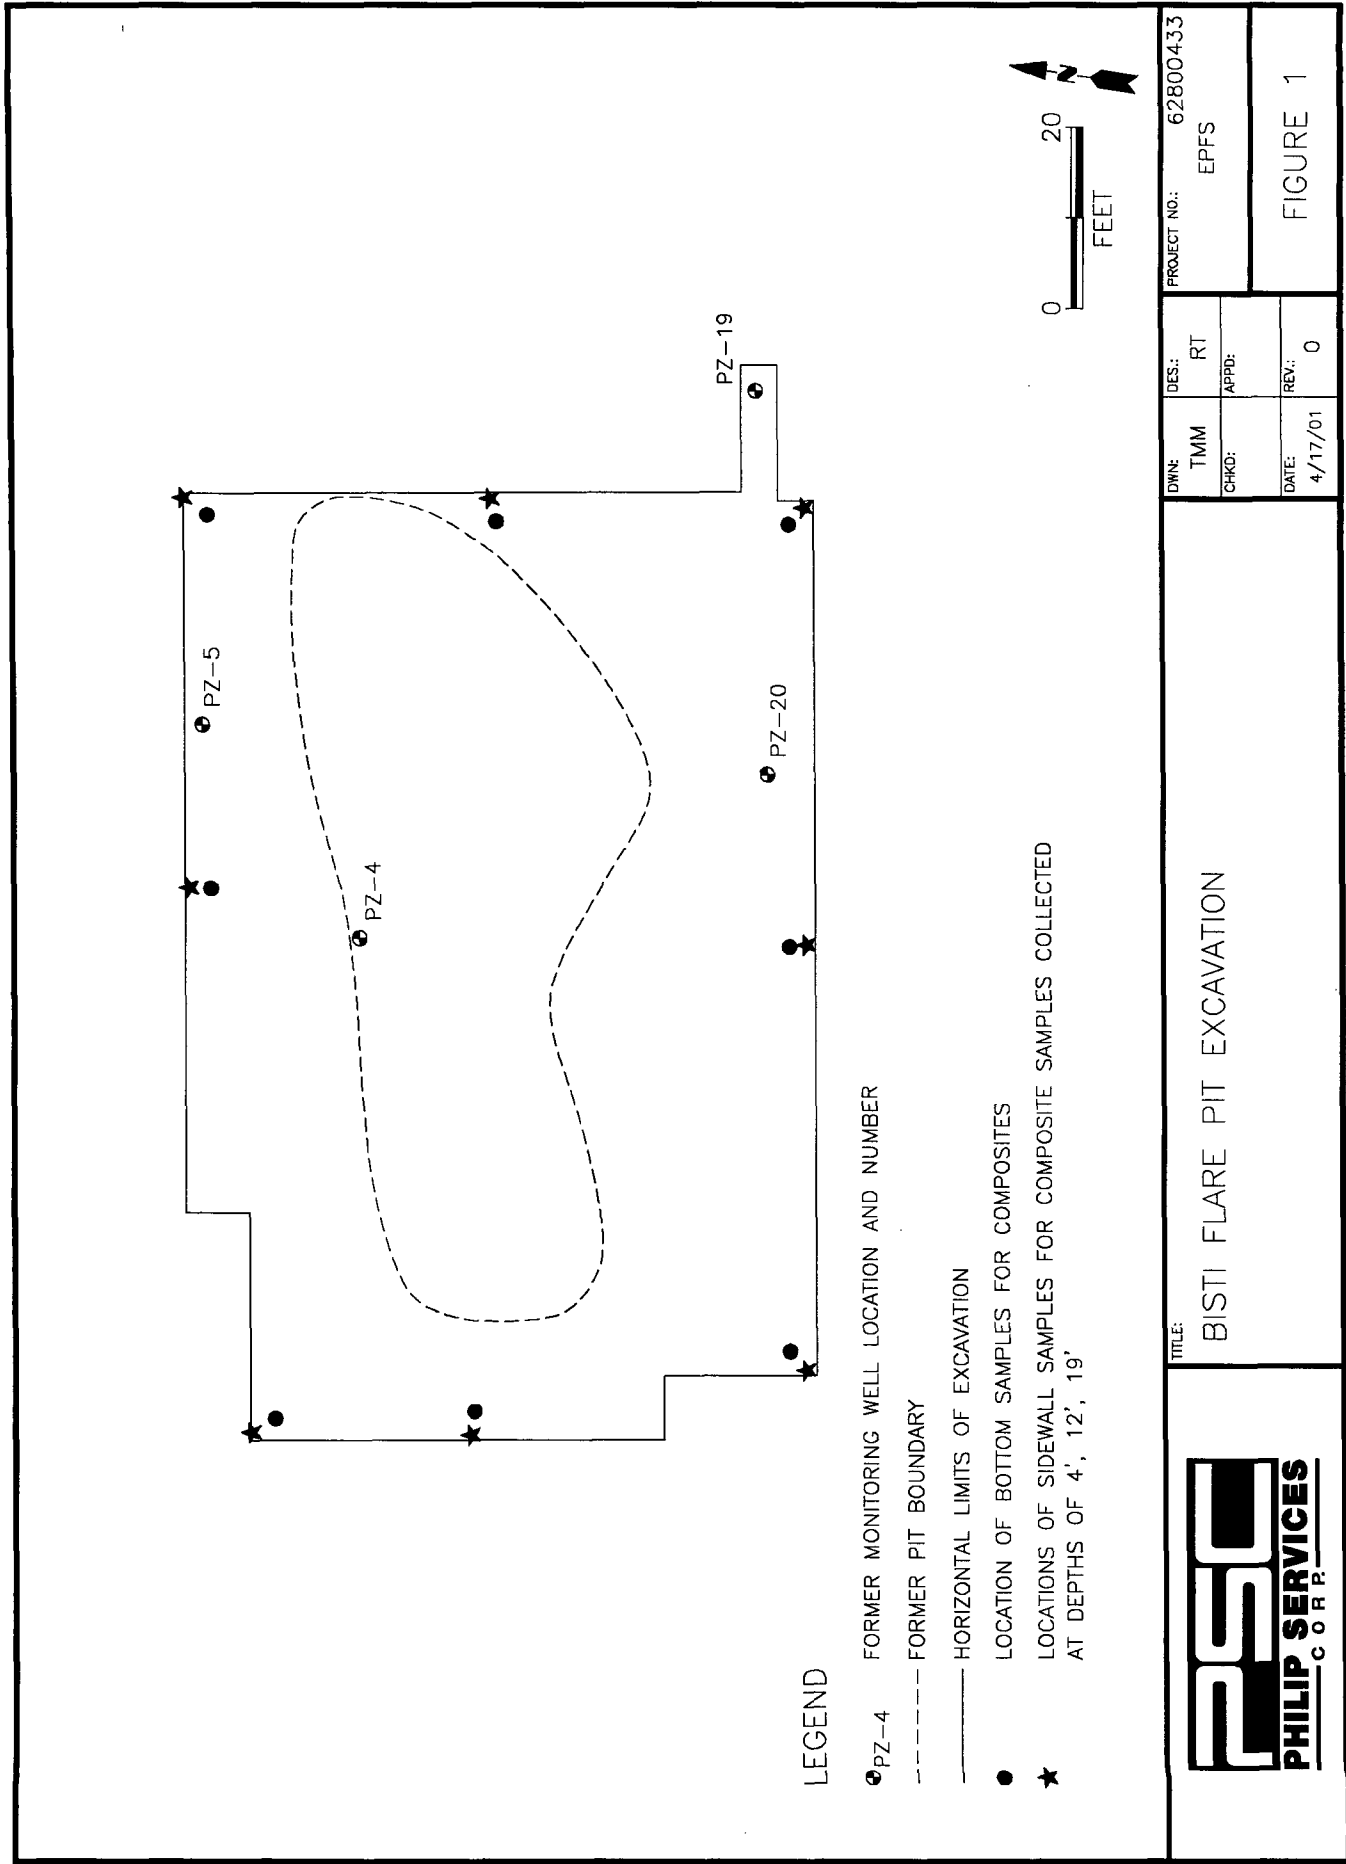 PZ-5
PZ-4
PZ-19
PZ-20
N
0 20
FEET
LEGEND
PZ-4 FORMER MONITORING WELL LOCATION AND NUMBER
FORMER PIT BOUNDARY
HORIZONTAL LIMITS OF EXCAVATION
LOCATION OF BOTTOM SAMPLES FOR COMPOSITES
LOCATIONS OF SIDEWALL SAMPLES FOR COMPOSITE SAMPLES COLLECTED
AT DEPTHS OF 4', 12', 19'
PSC
PHILIP SERVICES
CORP.
TITLE:
BISTI FLARE PIT EXCAVATION
DWN:
TMM
DES.:
RT
CHKD:
APPD:
DATE:
4/17/01
REV.:
0
PROJECT NO.: 62800433
EPFS
FIGURE 1